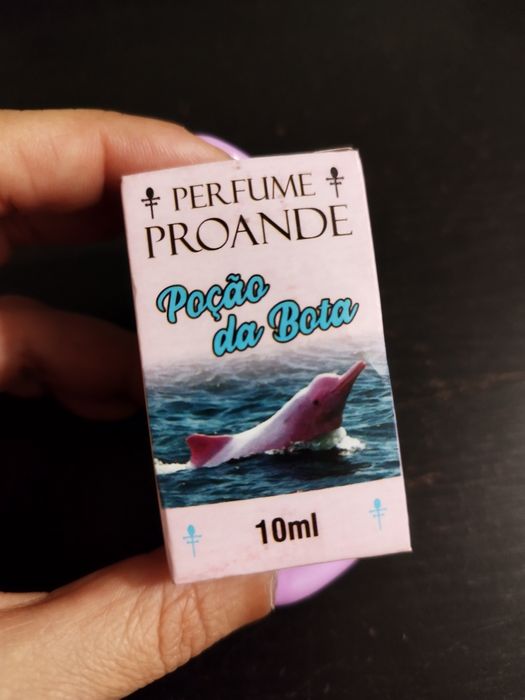 PERFUME
PROANDE
Poção
da Bota
10ml